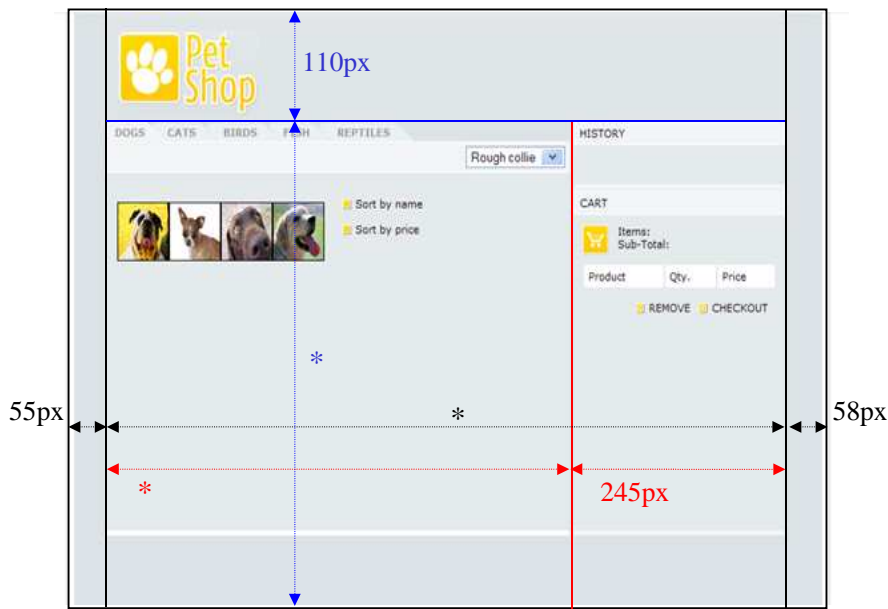 Pet
Shop
110px
DOGS CATS BIRDS FISH REPTILES
HISTORY
Rough collie
Sort by name
Sort by price
CART
Items:
Sub-Total:
Product Qty. Price
REMOVE CHECKOUT
*
55px
*
58px
*
245px